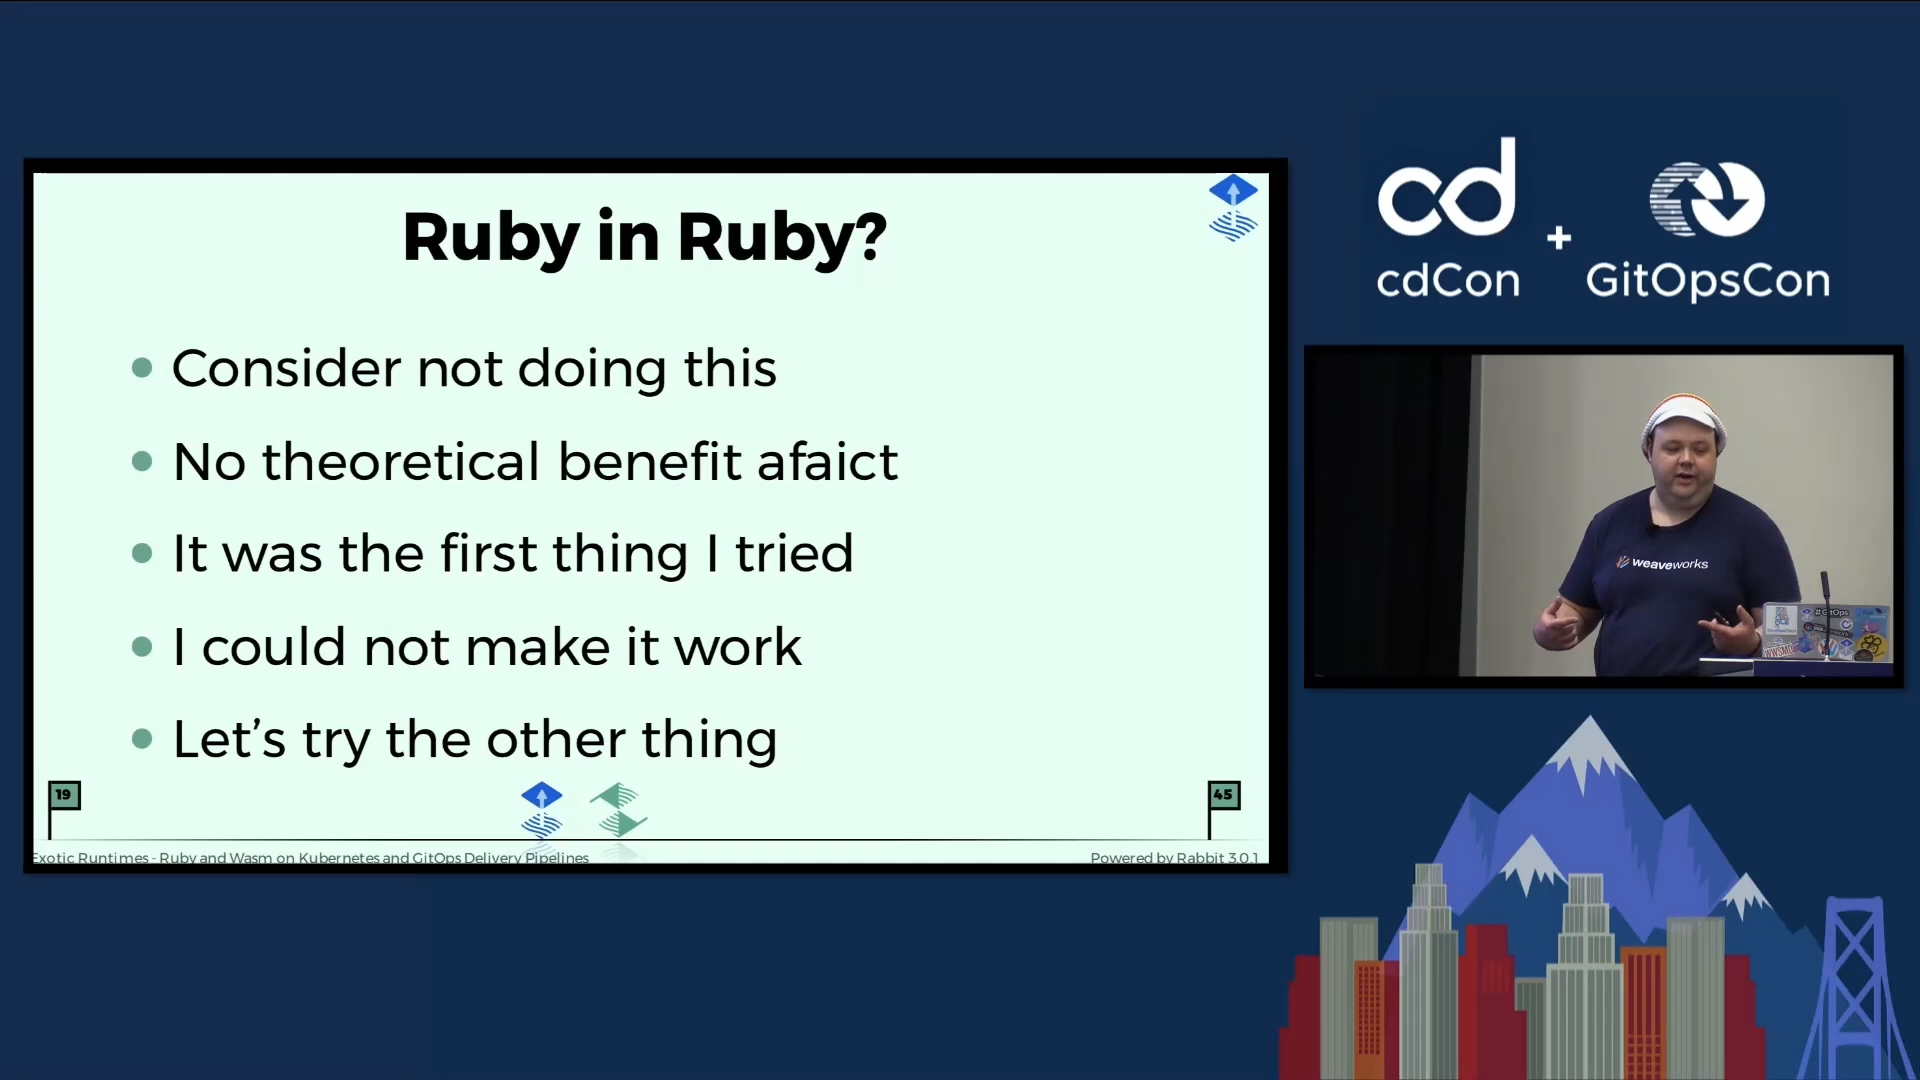 Ruby in Ruby?
Consider not doing this
No theoretical benefit afaict
It was the first thing I tried
I could not make it work
Let's try the other thing
19
45
Exotic Runtimes - Ruby and Wasm on Kubernetes and GitOps Delivery Pipelines
Powered by Rabbit 3.0.1
cd
cdCon
+
GitOpsCon
weaveworks
#GitOps